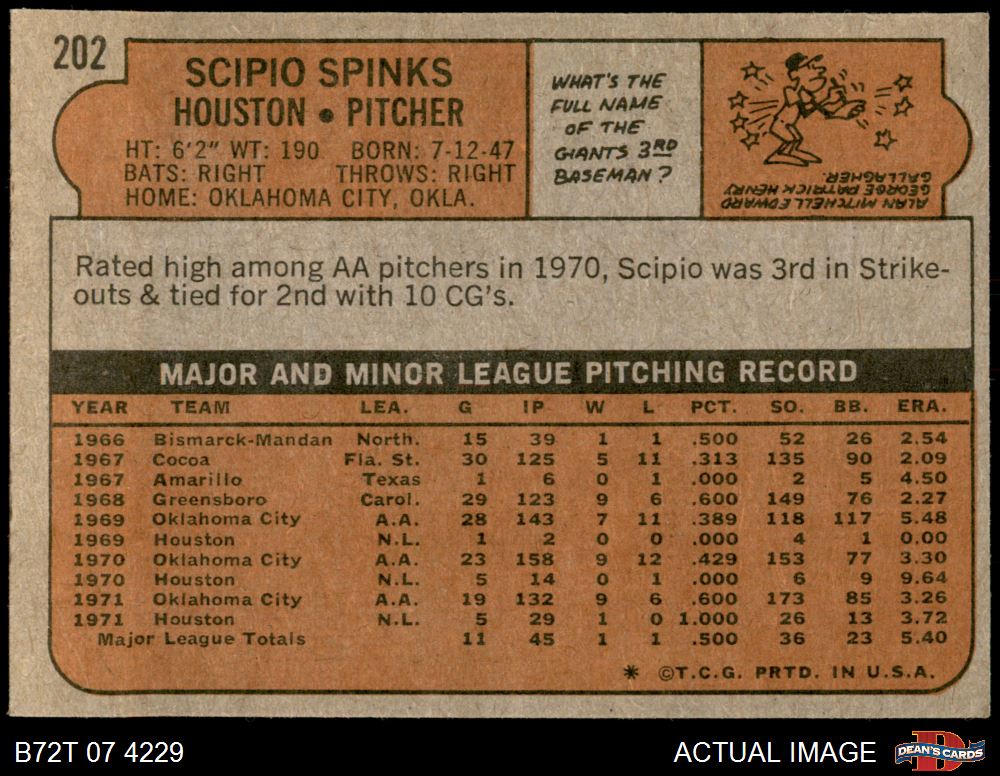 202
SCIPIO SPINKS
HOUSTON • PITCHER
HT: 6'2" WT: 190 BORN: 7-12-47
BATS: RIGHT THROWS: RIGHT
HOME: OKLAHOMA CITY, OKLA.
WHAT'S THE
FULL NAME
OF THE
GIANTS 3RD
BASEMAN?
ALAN MITCHELL EDWARD
GEORGE PATRICK HENRY
GALLAGHER.
Rated high among AA pitchers in 1970, Scipio was 3rd in Strike-
outs & tied for 2nd with 10 CG's.
MAJOR AND MINOR LEAGUE PITCHING RECORD
YEAR TEAM LEA. G IP W L PCT. SO. BB. ERA.
1966 Bismarck-Mandan North. 15 39 1 1 .500 52 26 2.54
1967 Cocoa Fla. St. 30 125 5 11 .313 135 90 2.09
1967 Amarillo Texas 1 6 0 1 .000 2 5 4.50
1968 Greensboro Carol. 29 123 9 6 .600 149 76 2.27
1969 Oklahoma City A.A. 28 143 7 11 .389 118 117 5.48
1969 Houston N.L. 1 2 0 0 .000 4 1 0.00
1970 Oklahoma City A.A. 23 158 9 12 .429 153 77 3.30
1970 Houston N.L. 5 14 0 1 .000 6 9 9.64
1971 Oklahoma City A.A. 19 132 9 6 .600 173 85 3.26
1971 Houston N.L. 5 29 1 0 1.000 26 13 3.72
Major League Totals 11 45 1 1 .500 36 23 5.40
* ©T.C.G. PRTD. IN U.S.A.
B72T 07 4229
ACTUAL IMAGE
D
DEAN'S CARDS